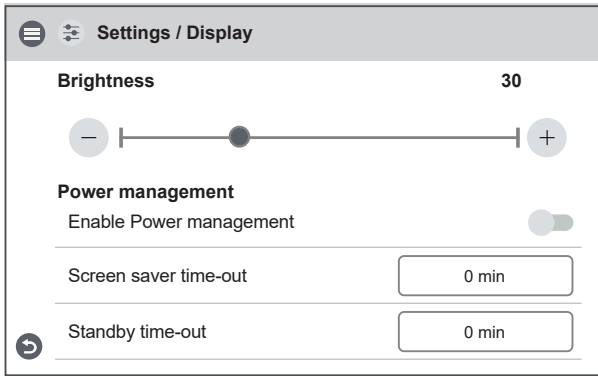 Settings / Display
Brightness 30
− +
Power management
Enable Power management
Screen saver time-out 0 min
Standby time-out 0 min